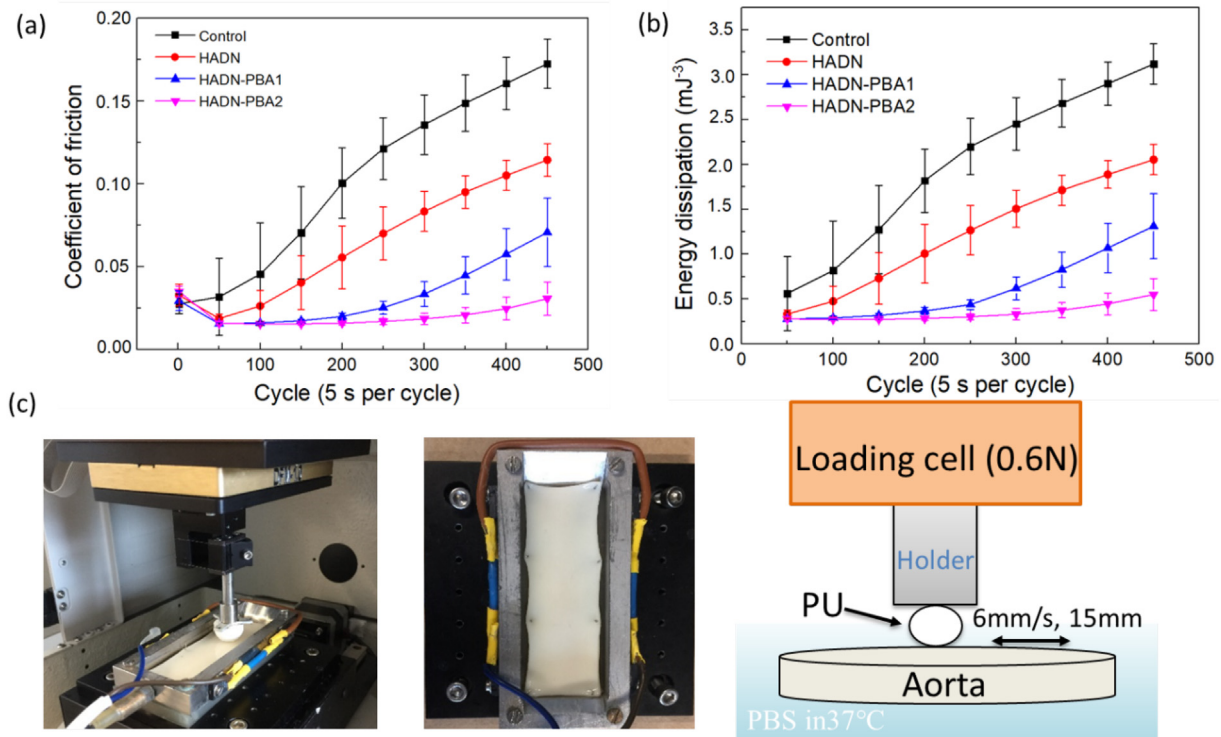 (a)
0.20
0.15
0.10
0.05
0.00
Coefficient of friction
Control
HADN
HADN-PBA1
HADN-PBA2
0 100 200 300 400 500
Cycle (5 s per cycle)
(b)
3.5
3.0
2.5
2.0
1.5
1.0
0.5
0.0
Energy dissipation (mJ⁻³)
Control
HADN
HADN-PBA1
HADN-PBA2
0 100 200 300 400 500
Cycle (5 s per cycle)
(c)
Loading cell (0.6N)
Holder
PU
6mm/s, 15mm
Aorta
PBS in37℃